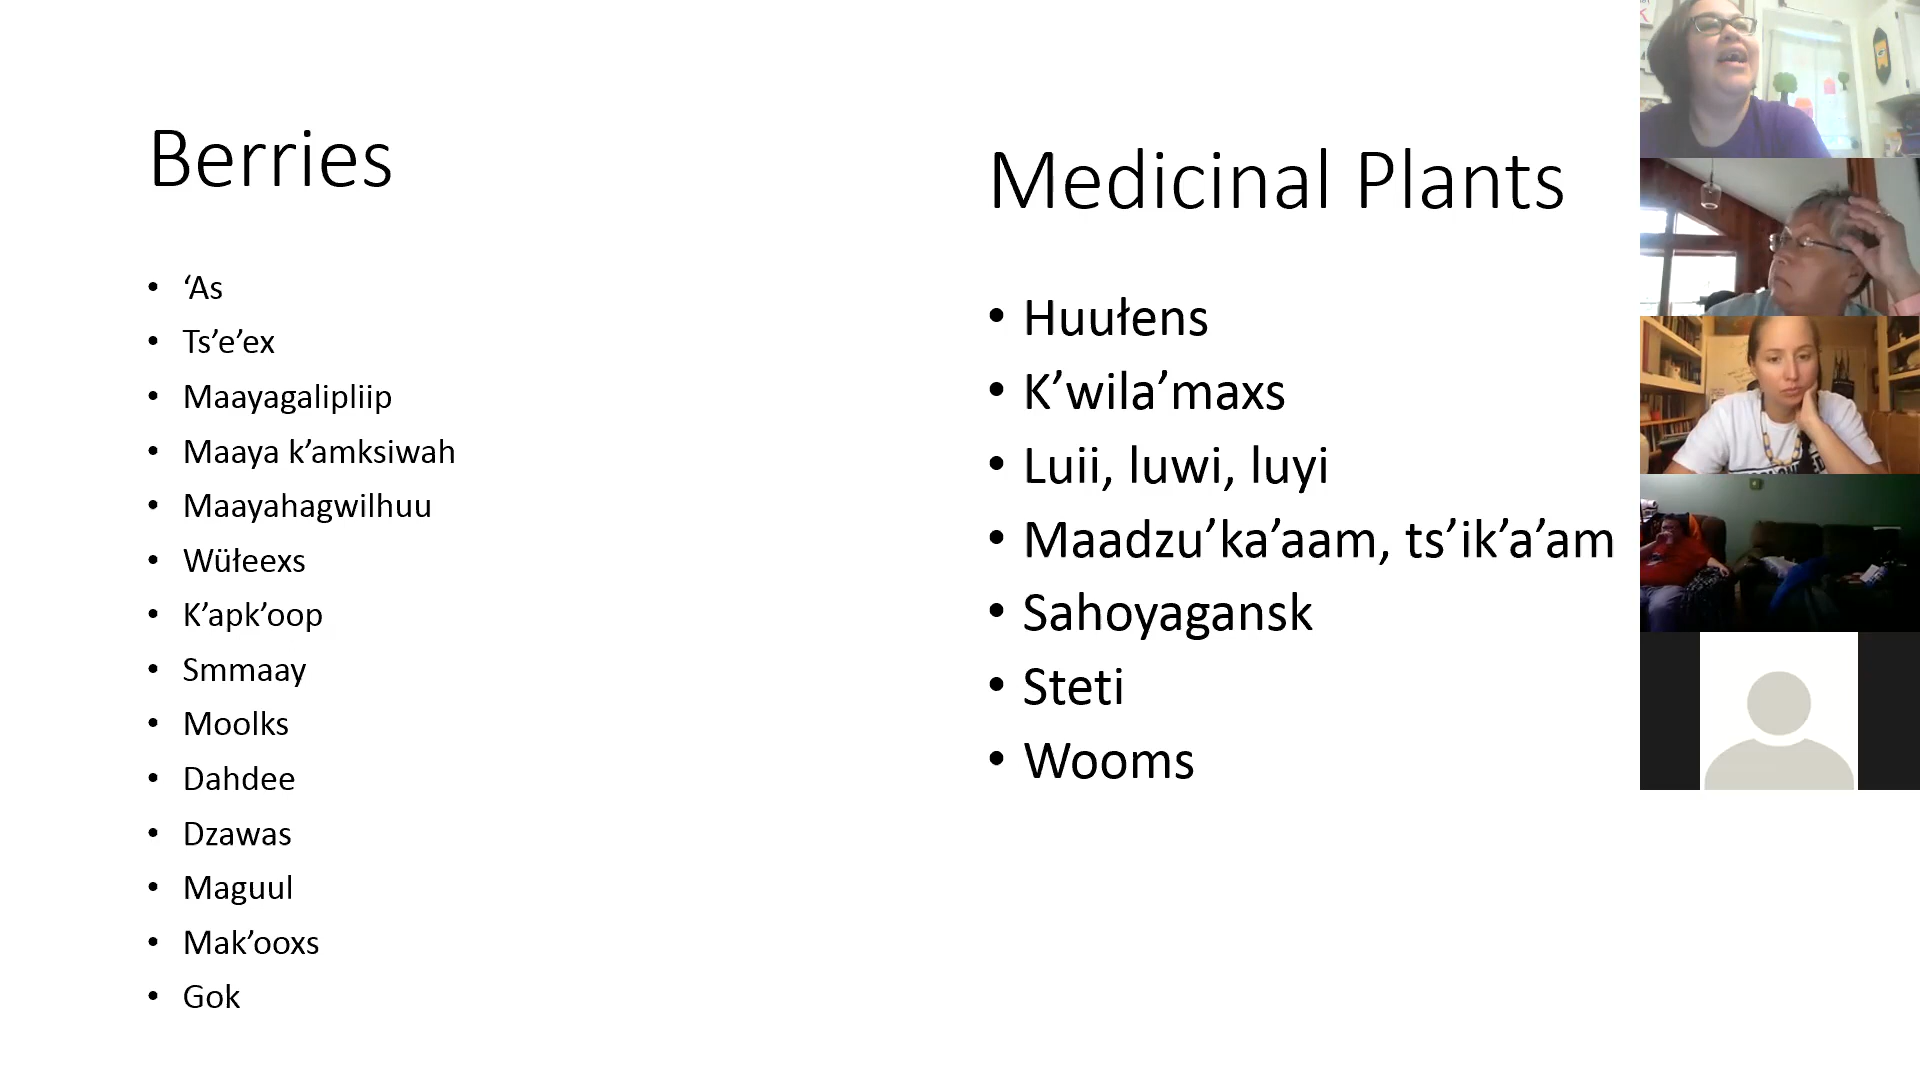 Berries
• ‘As
• Ts’e’ex
• Maayagalipliip
• Maaya k’amksiwah
• Maayahagwilhuu
• Wüłeexs
• K’apk’oop
• Smmaay
• Moolks
• Dahdee
• Dzawas
• Maguul
• Mak’ooxs
• Gok
Medicinal Plants
• Huułens
• K’wila’maxs
• Luii, luwi, luyi
• Maadzu’ka’aam, ts’ik’a’am
• Sahoyagansk
• Steti
• Wooms